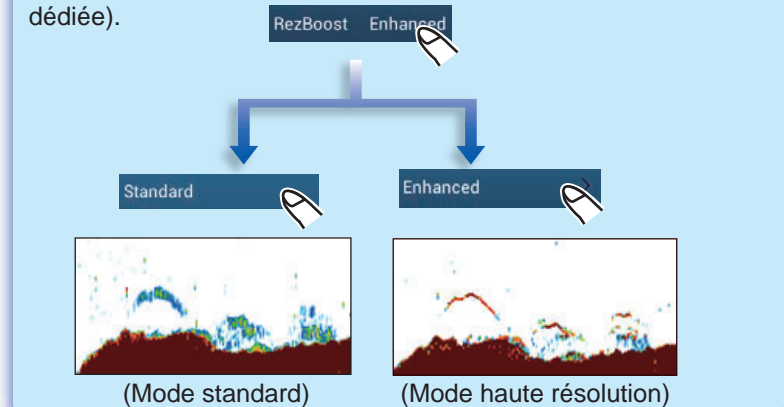 dédiée).
RezBoost Enhanced
Standard
Enhanced
(Mode standard) (Mode haute résolution)